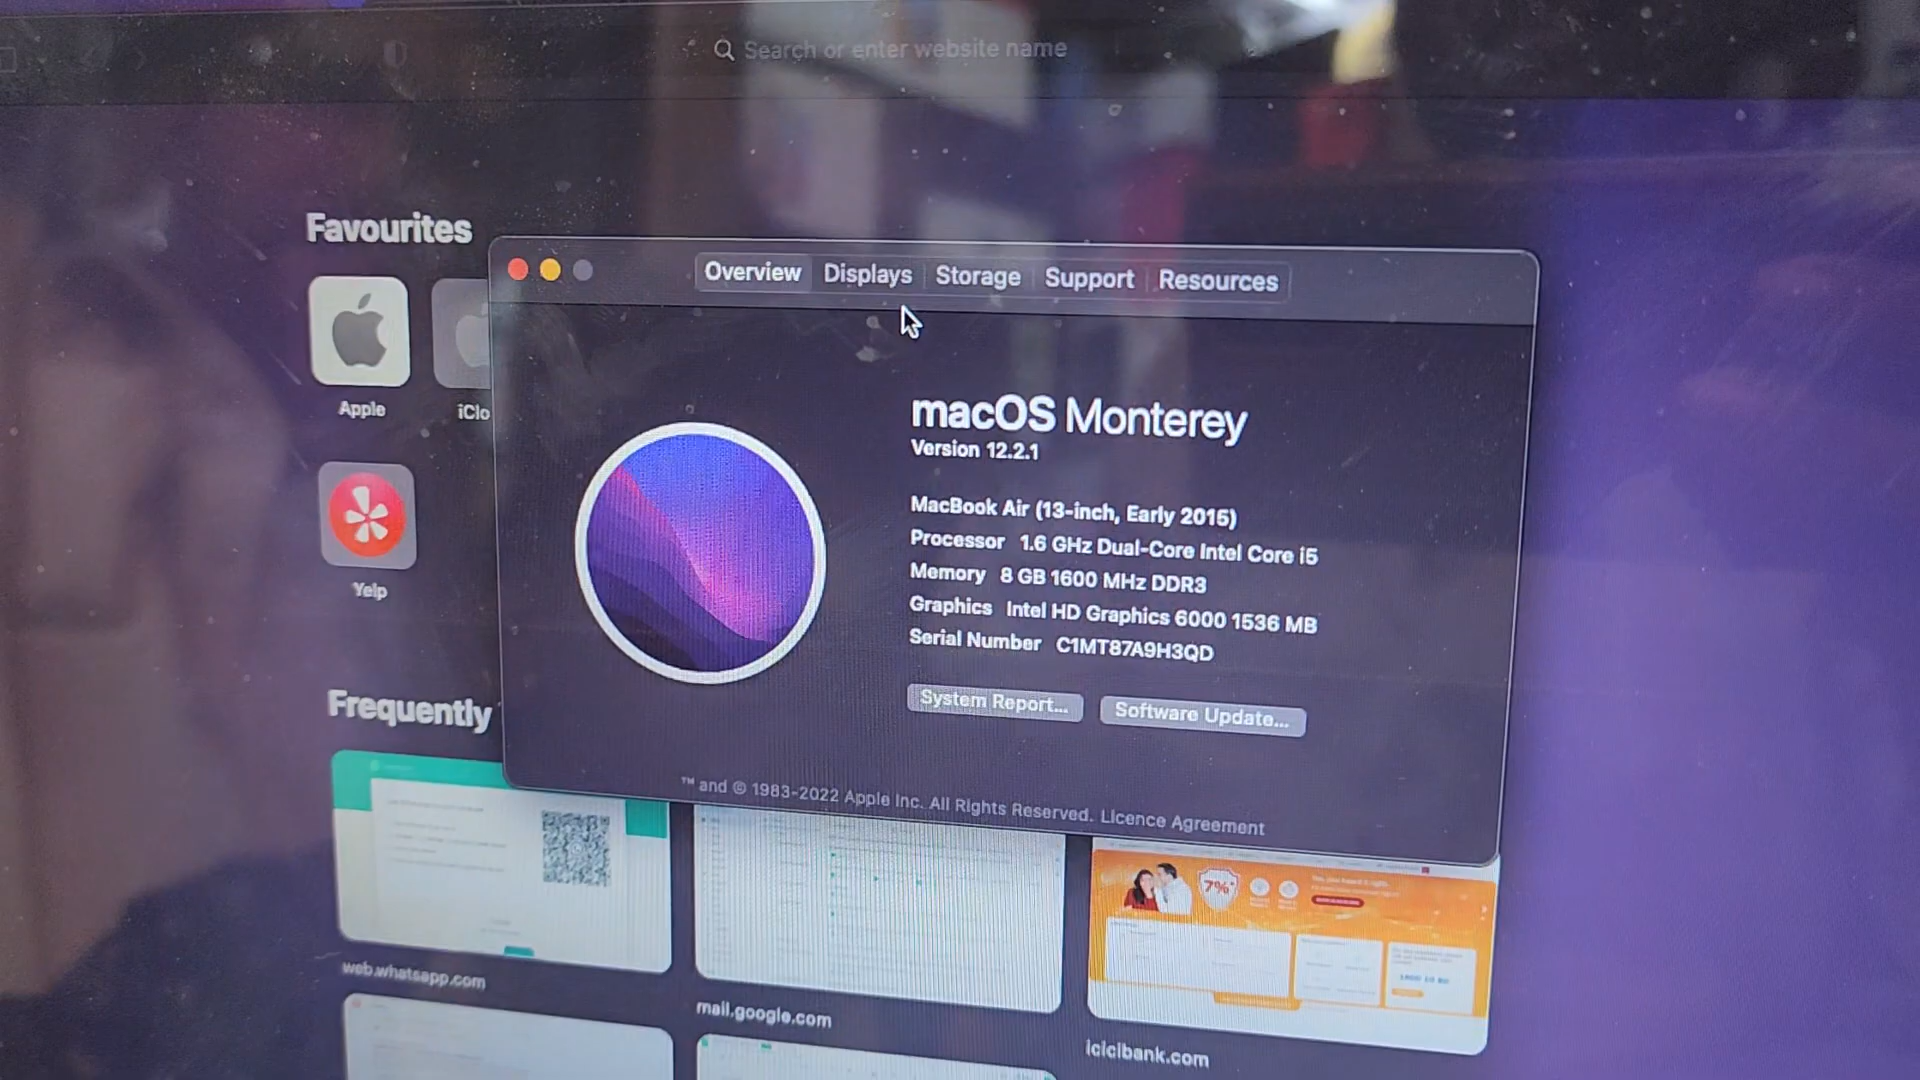 Search or enter website name
Favourites
Overview Displays Storage Support Resources
Apple
iClo
macOS Monterey
Version 12.2.1
MacBook Air (13-inch, Early 2015)
Processor 1.6 GHz Dual-Core Intel Core i5
Memory 8 GB 1600 MHz DDR3
Graphics Intel HD Graphics 6000 1536 MB
Serial Number C1MT87A9H3QD
Yelp
System Report...
Software Update...
Frequently
™ and © 1983-2022 Apple Inc. All Rights Reserved. Licence Agreement
7%*
web.whatsapp.com
mail.google.com
icicibank.com